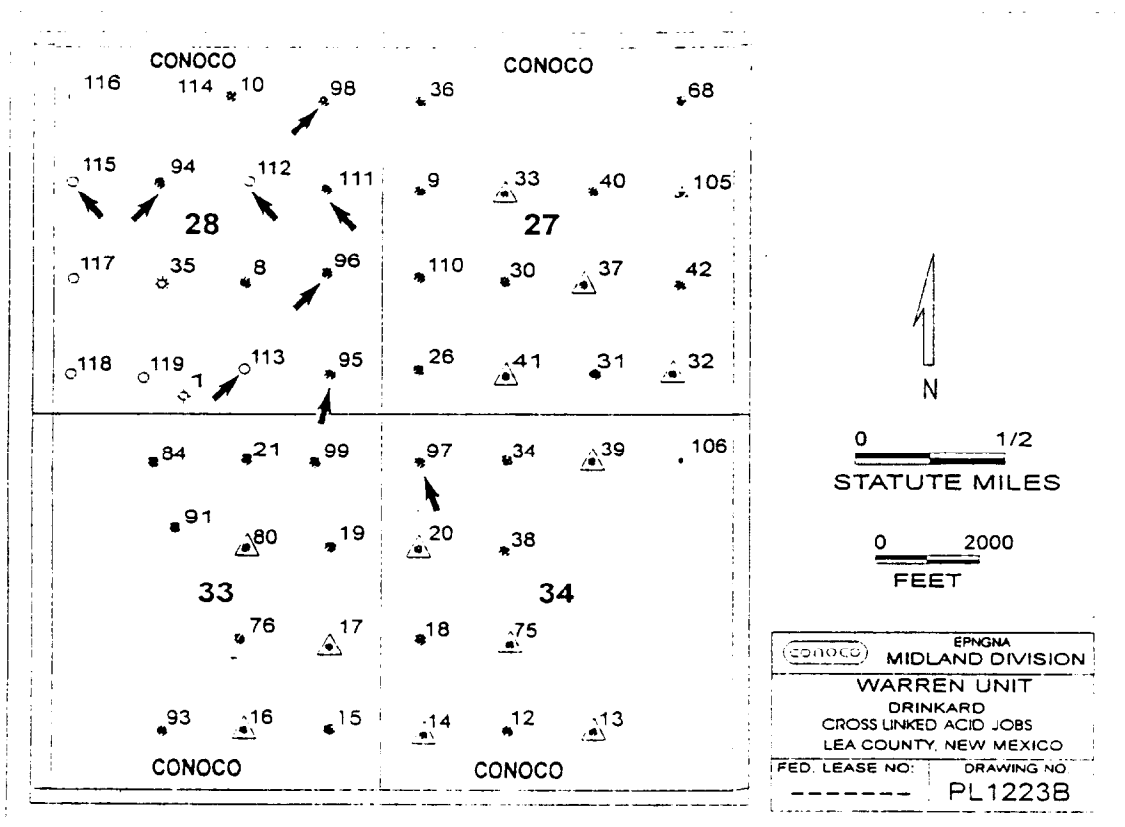 CONOCO CONOCO
116 114 10 98 36 68
115 94 112 111 9 33 40 105
28 27
117 35 8 96 110 30 37 42
118 119 1 113 95 26 41 31 32
N
84 21 99 97 34 39 106
0 1/2
STATUTE MILES
91 80 19 20 38
0 2000
FEET
33 34
76 17 18 75
93 16 15 14 12 13
CONOCO CONOCO
conoco
EPNGNA
MIDLAND DIVISION
WARREN UNIT
DRINKARD
CROSS LINKED ACID JOBS
LEA COUNTY, NEW MEXICO
FED. LEASE NO: DRAWING NO.
-------- PL1223B